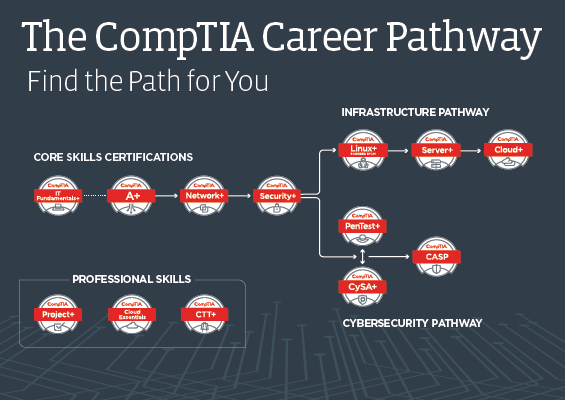 The CompTIA Career Pathway
Find the Path for You
INFRASTRUCTURE PATHWAY
CompTIA
Linux+
CompTIA
Server+
CompTIA
Cloud+
CORE SKILLS CERTIFICATIONS
CompTIA
IT
Fundamentals+
CompTIA
A+
CompTIA
Network+
CompTIA
Security+
CompTIA
PenTest+
CompTIA
CySA+
CompTIA
CASP
CYBERSECURITY PATHWAY
PROFESSIONAL SKILLS
CompTIA
Project+
CompTIA
Cloud
Essentials
CompTIA
CTT+